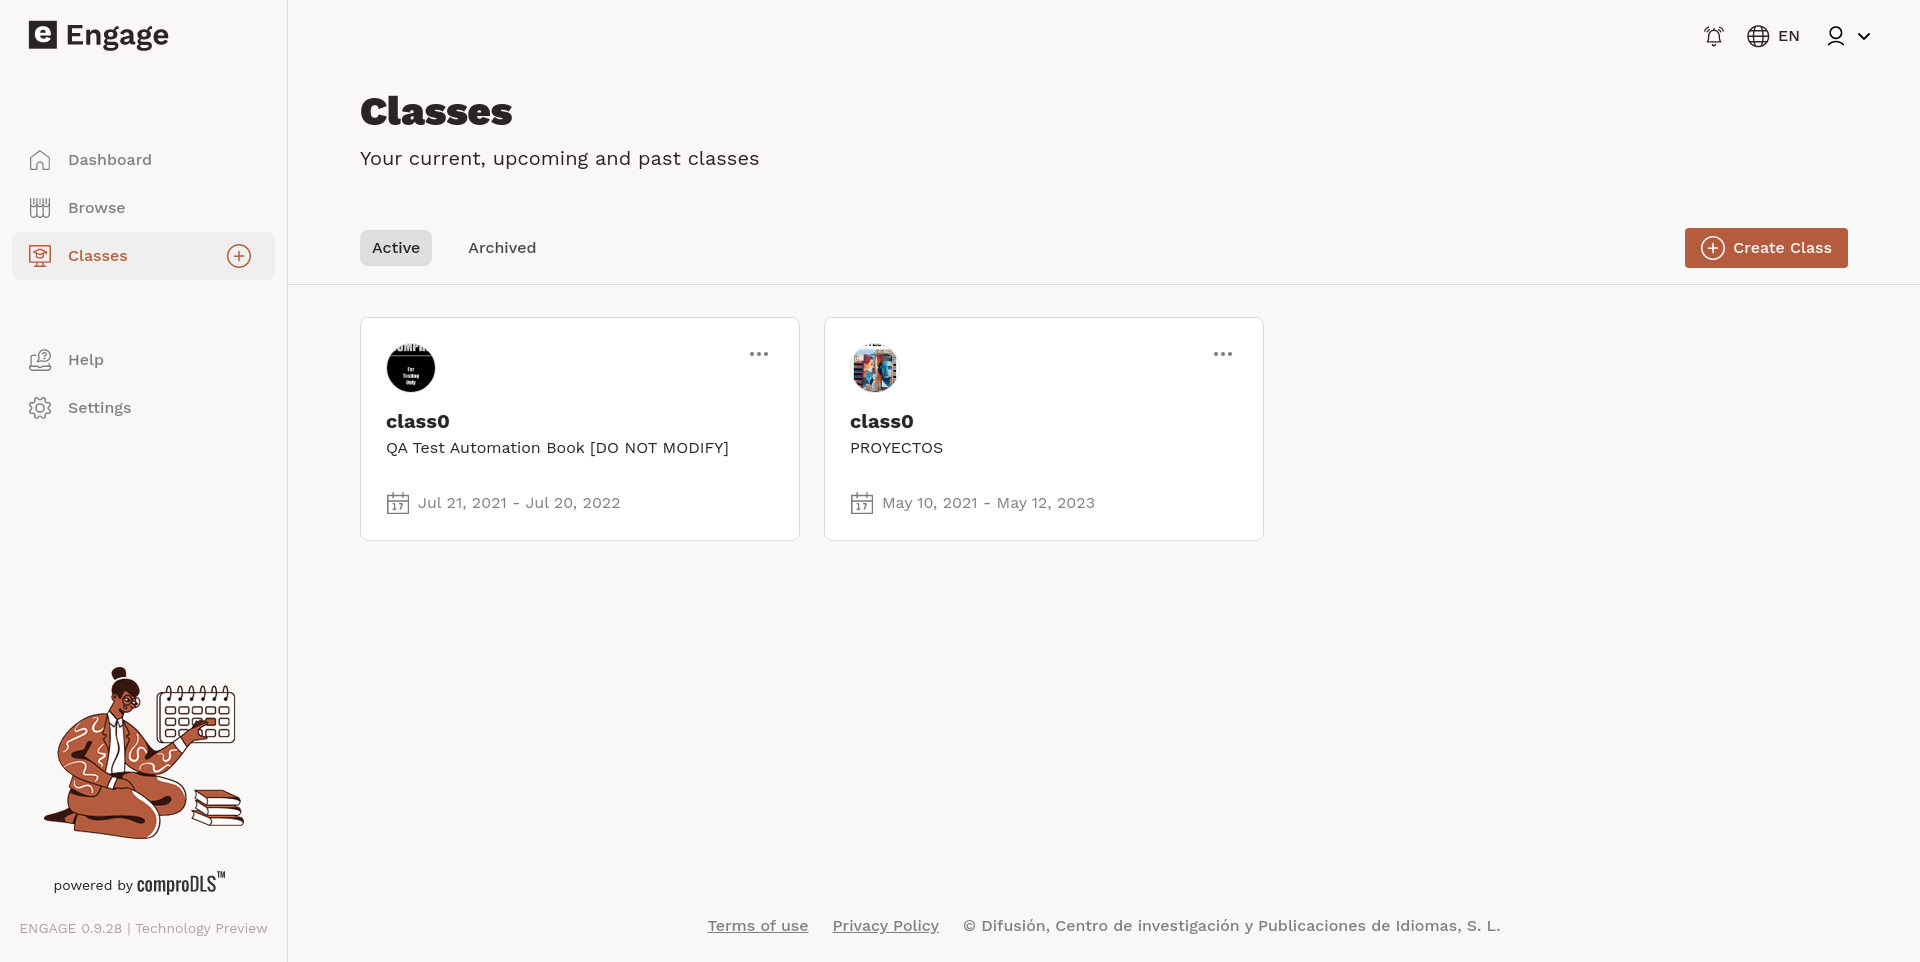 e Engage
EN
Classes
Your current, upcoming and past classes
Dashboard
Browse
Classes
Help
Settings
Active
Archived
Create Class
For
Testing
Only
class0
QA Test Automation Book [DO NOT MODIFY]
17
Jul 21, 2021 - Jul 20, 2022
class0
PROYECTOS
17
May 10, 2021 - May 12, 2023
powered by comproDLS™
ENGAGE 0.9.28 | Technology Preview
Terms of use
Privacy Policy
© Difusión, Centro de investigación y Publicaciones de Idiomas, S. L.